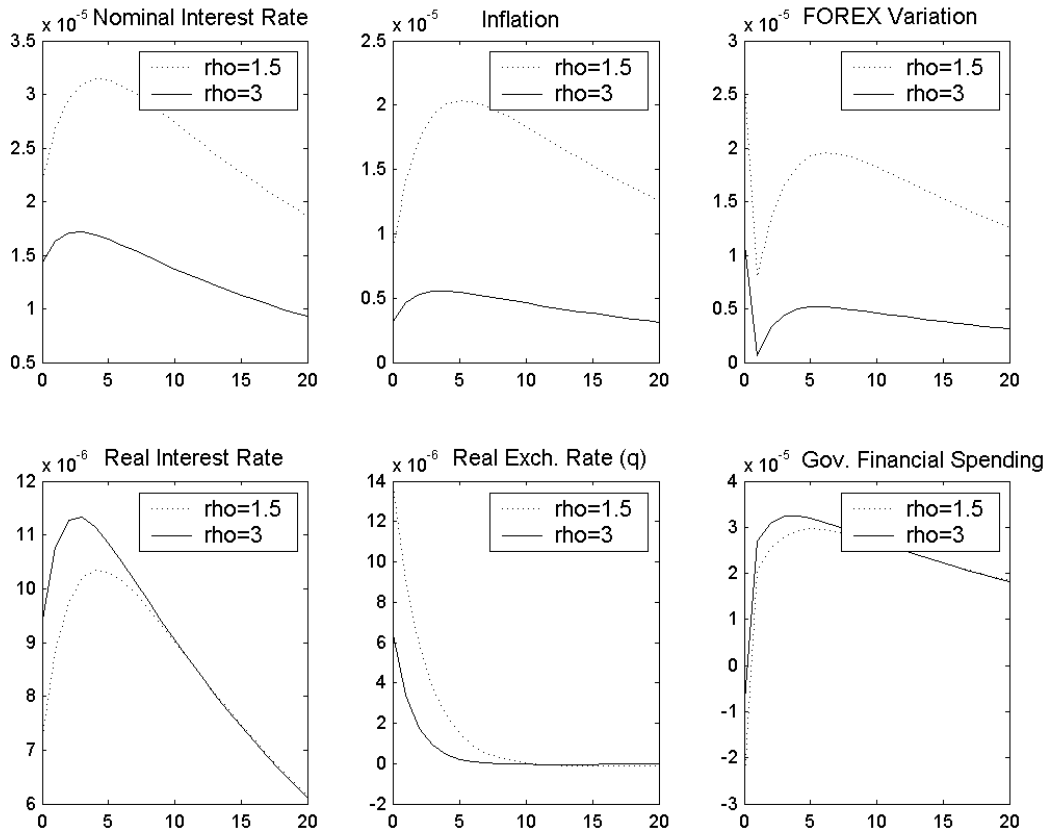 x 10-5 Nominal Interest Rate
3.5
3
2.5
2
1.5
1
0.5
0 5 10 15 20
rho=1.5
rho=3
x 10-5 Inflation
2.5
2
1.5
1
0.5
0
0 5 10 15 20
rho=1.5
rho=3
x 10-5 FOREX Variation
3
2.5
2
1.5
1
0.5
0
0 5 10 15 20
rho=1.5
rho=3
x 10-6 Real Interest Rate
12
11
10
9
8
7
6
0 5 10 15 20
rho=1.5
rho=3
x 10-6 Real Exch. Rate (q)
14
12
10
8
6
4
2
0
-2
0 5 10 15 20
rho=1.5
rho=3
x 10-5 Gov. Financial Spending
4
3
2
1
0
-1
-2
-3
0 5 10 15 20
rho=1.5
rho=3